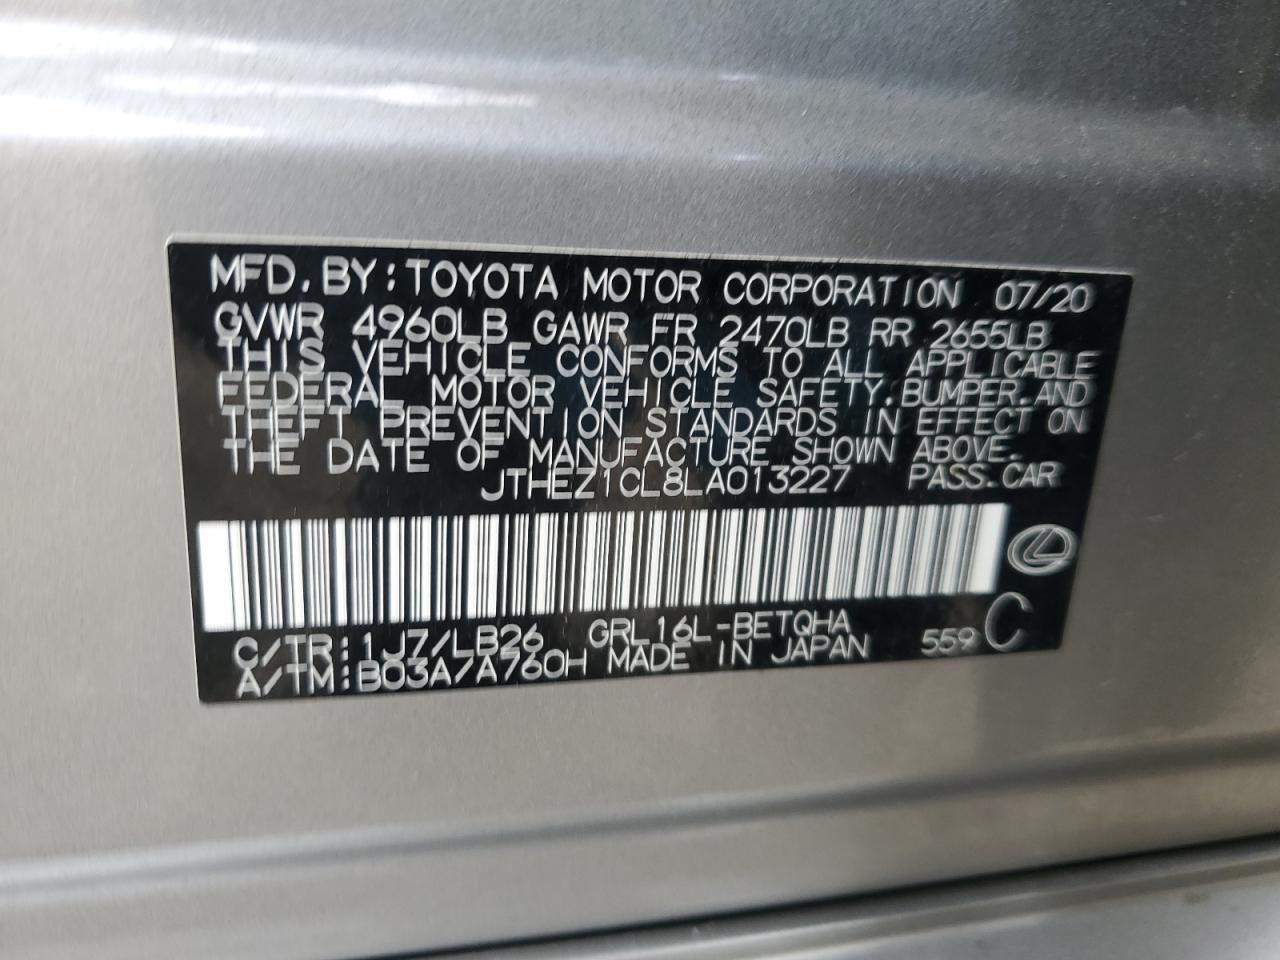 MFD. BY: TOYOTA MOTOR CORPORATION 07/20
GVWR 4960LB GAWR FR 2470LB RR 2655LB
THIS VEHICLE CONFORMS TO ALL APPLICABLE
FEDERAL MOTOR VEHICLE SAFETY, BUMPER, AND
THEFT PREVENTION STANDARDS IN EFFECT ON
THE DATE OF MANUFACTURE SHOWN ABOVE.
JTHEZ1CL8LA013227 PASS. CAR
C/TR: 1J7/LB26 GRL16L-BETQHA
A/TM: B03A/A760H MADE IN JAPAN 559 C